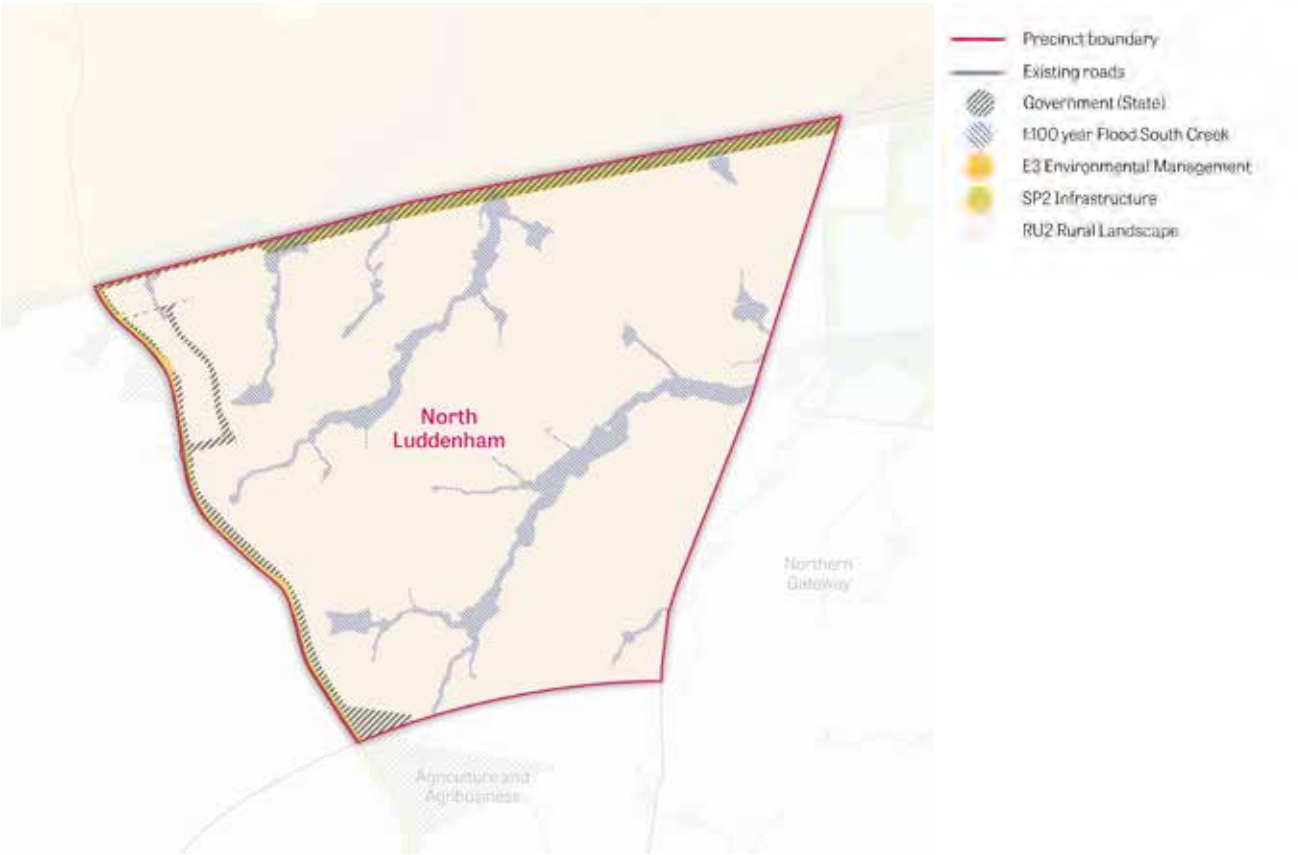 Precinct boundary
Existing roads
Government (State)
1:100 year Flood South Creek
E3 Environmental Management
SP2 Infrastructure
RU2 Rural Landscape
North
Luddenham
Northern
Gateway
Agriculture and
Agribusiness